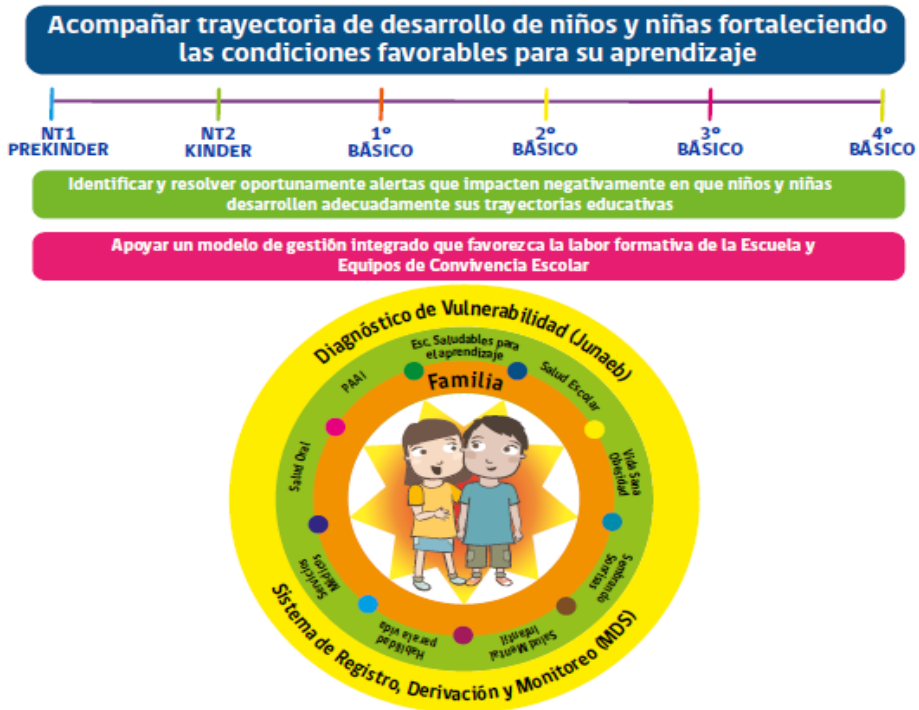 Acompañar trayectoria de desarrollo de niños y niñas fortaleciendo
las condiciones favorables para su aprendizaje
NT1
PREKINDER
NT2
KINDER
1º
BÁSICO
2º
BÁSICO
3º
BÁSICO
4º
BÁSICO
Identificar y resolver oportunamente alertas que impacten negativamente en que niños y niñas
desarrollen adecuadamente sus trayectorias educativas
Apoyar un modelo de gestión integrado que favorezca la labor formativa de la Escuela y
Equipos de Convivencia Escolar
Diagnóstico de Vulnerabilidad (Junaeb)
Esc. Saludables para
el aprendizaje
Salud Escolar
Vida Sana
Obesidad
Sembrando
Sonrisas
Salud Mental
Infantil
Habilidad
para la vida
Servicios
Médicos
Salud Oral
PAAI
Familia
Sistema de Registro, Derivación y Monitoreo (MDS)